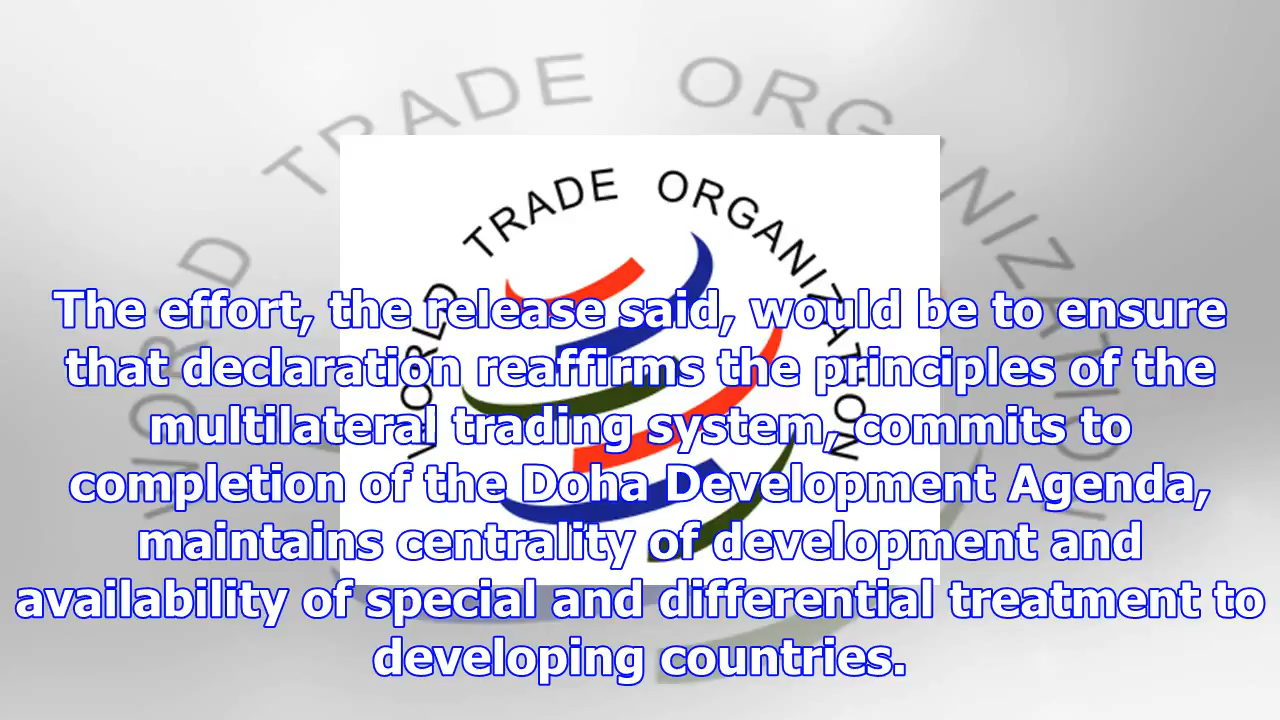 WORLD TRADE ORGANIZATION
WORLD TRADE ORGANIZATION
The effort, the release said, would be to ensure
that declaration reaffirms the principles of the
multilateral trading system, commits to
completion of the Doha Development Agenda,
maintains centrality of development and
availability of special and differential treatment to
developing countries.